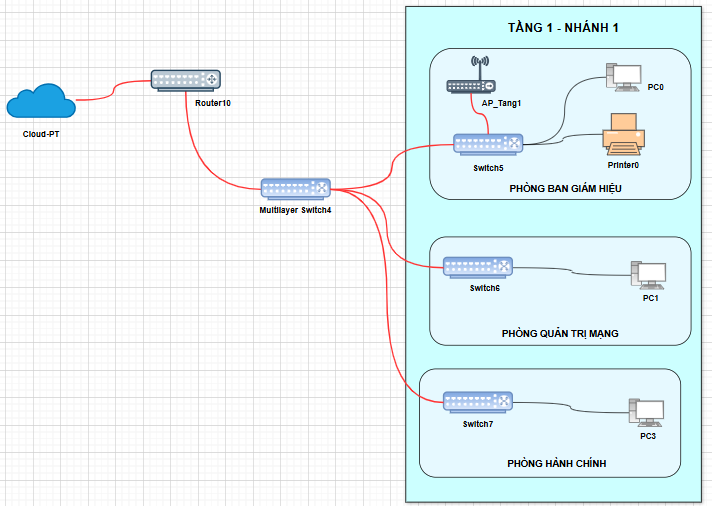 TẦNG 1 - NHÁNH 1
Cloud-PT
Router10
Multilayer Switch4
AP_Tang1
PC0
Switch5
Printer0
PHÒNG BAN GIÁM HIỆU
Switch6
PC1
PHÒNG QUẢN TRỊ MẠNG
Switch7
PC3
PHÒNG HÀNH CHÍNH